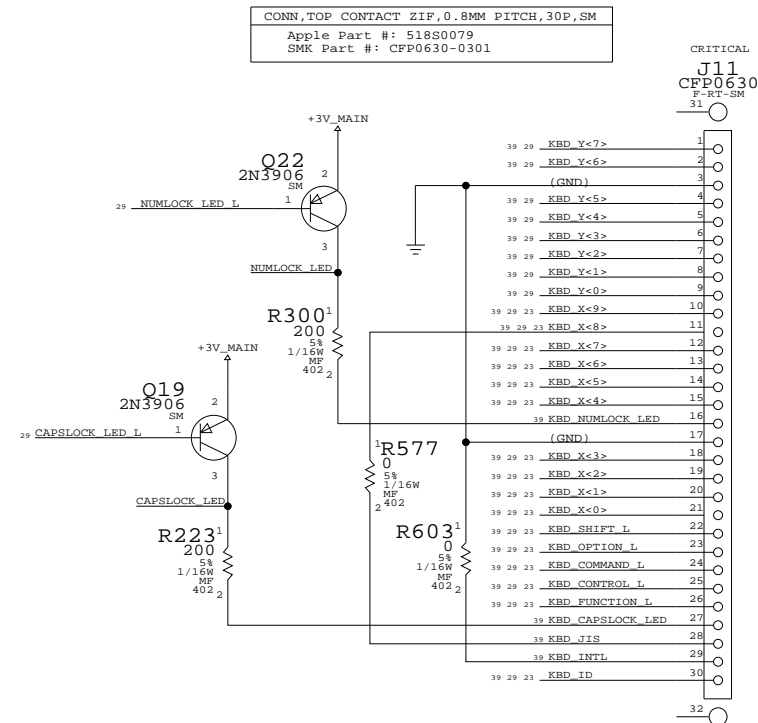 CONN,TOP CONTACT ZIF,0.8MM PITCH,30P,SM
Apple Part #: 518S0079
SMK Part #: CFP0630-0301
CRITICAL
J11
CFP0630
F-RT-SM
31
+3V_MAIN
Q22
2N3906
SM
2
1
3
29 NUMLOCK_LED_L
NUMLOCK_LED
R300
1
200
5%
1/16W
MF
402
2
+3V_MAIN
Q19
2N3906
SM
2
1
3
29 CAPSLOCK_LED_L
CAPSLOCK_LED
R223
1
200
5%
1/16W
MF
402
2
1
R577
0
5%
1/16W
MF
402
2
R603
1
0
5%
1/16W
MF
402
2
39 29 KBD_Y<7> 1
39 29 KBD_Y<6> 2
(GND) 3
39 29 KBD_Y<5> 4
39 29 KBD_Y<4> 5
39 29 KBD_Y<3> 6
39 29 KBD_Y<2> 7
39 29 KBD_Y<1> 8
39 29 KBD_Y<0> 9
39 29 23 KBD_X<9> 10
39 29 23 KBD_X<8> 11
39 29 23 KBD_X<7> 12
39 29 23 KBD_X<6> 13
39 29 23 KBD_X<5> 14
39 29 23 KBD_X<4> 15
39 KBD_NUMLOCK_LED 16
(GND) 17
39 29 23 KBD_X<3> 18
39 29 23 KBD_X<2> 19
39 29 23 KBD_X<1> 20
39 29 23 KBD_X<0> 21
39 29 23 KBD_SHIFT_L 22
39 29 23 KBD_OPTION_L 23
39 29 23 KBD_COMMAND_L 24
39 29 23 KBD_CONTROL_L 25
39 29 23 KBD_FUNCTION_L 26
39 KBD_CAPSLOCK_LED 27
39 KBD_JIS 28
39 KBD_INTL 29
39 29 23 KBD_ID 30
32